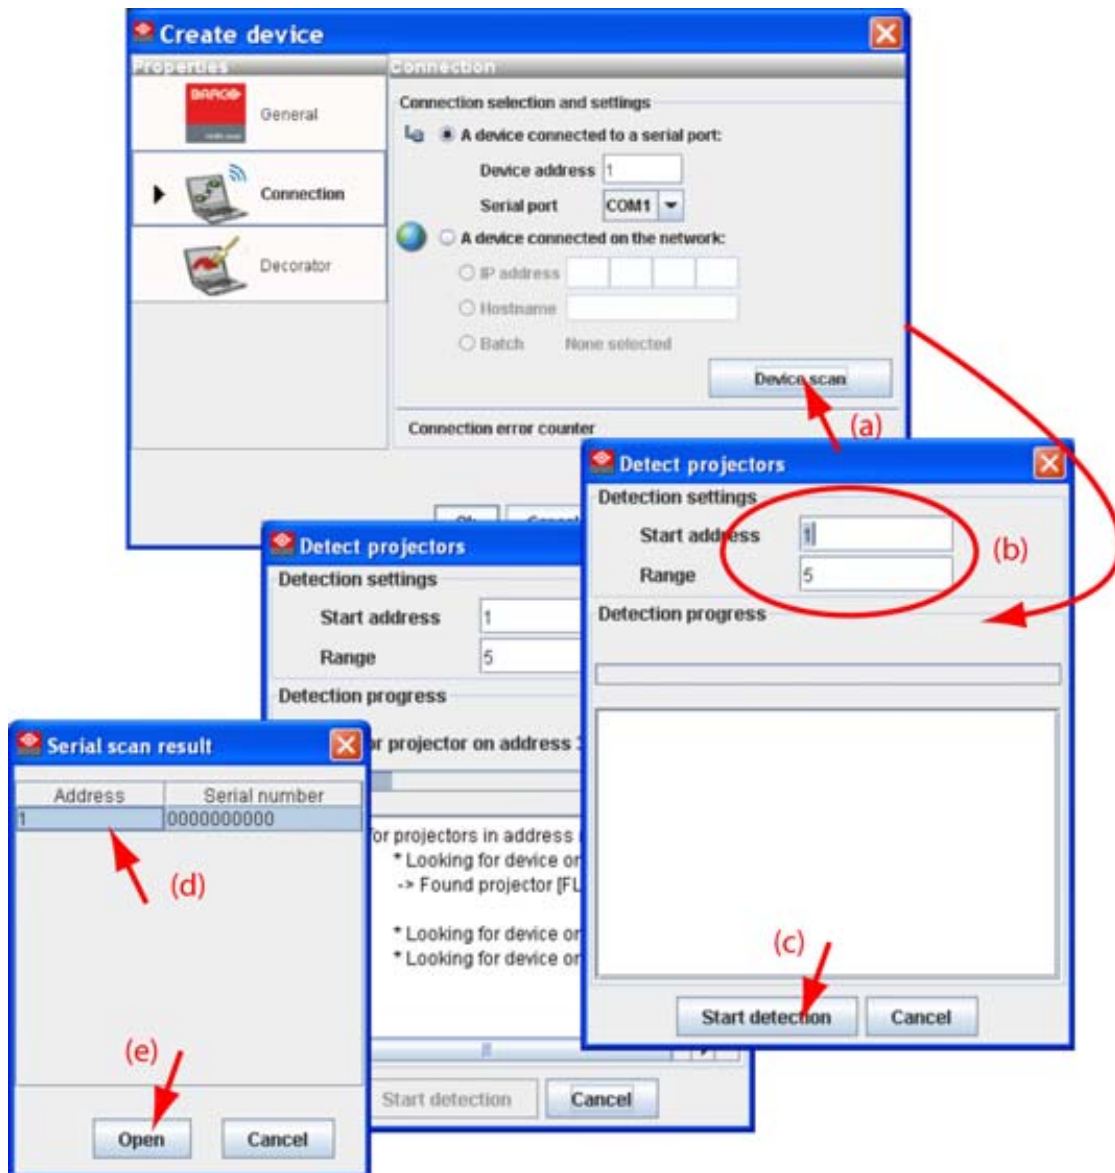 Create device
Properties
BARCO
General
Connection
Decorator
Connection
Connection selection and settings
A device connected to a serial port:
Device address 1
Serial port COM1
A device connected on the network:
IP address
Hostname
Batch None selected
Device scan
(a)
Connection error counter
Detect projectors
Detection settings
Start address 1
Range 5
(b)
Detection progress
(c)
Start detection Cancel
Detect projectors
Detection settings
Start address 1
Range 5
Detection progress
or projector on address
for projectors in address
* Looking for device on
-> Found projector [FL
* Looking for device on
* Looking for device on
Start detection Cancel
Serial scan result
Address Serial number
1 0000000000
(d)
(e)
Open Cancel